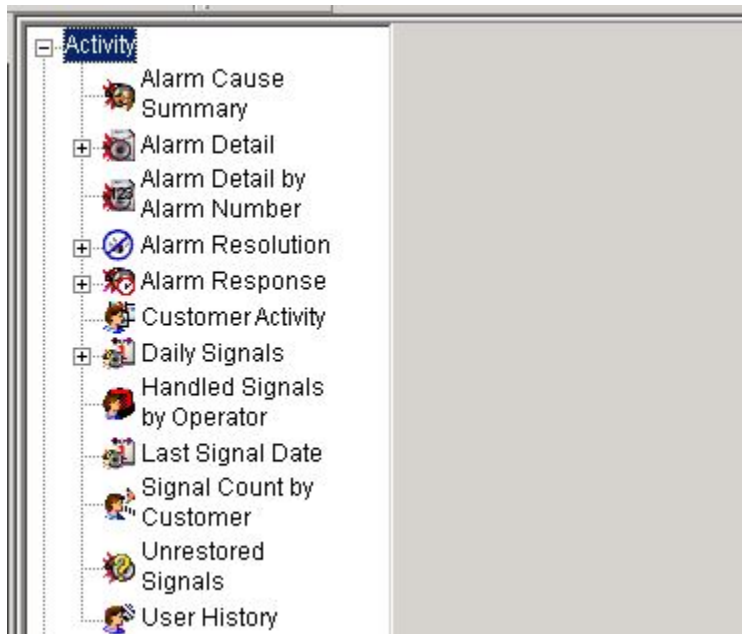 Activity
Alarm Cause
Summary
Alarm Detail
123
Alarm Detail by
Alarm Number
Alarm Resolution
Alarm Response
Customer Activity
Daily Signals
Handled Signals
by Operator
Last Signal Date
Signal Count by
Customer
Unrestored
Signals
User History